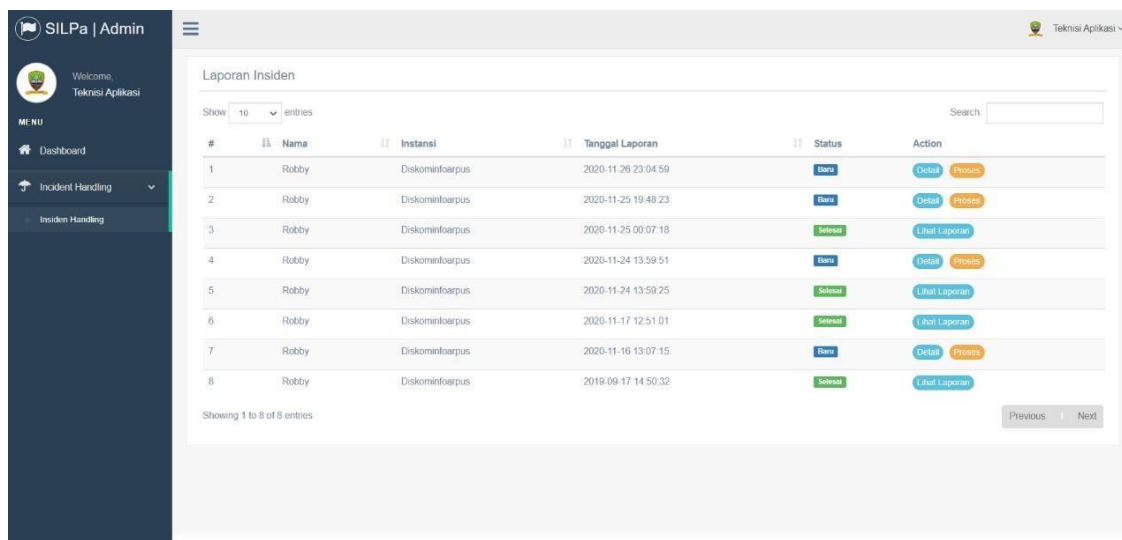 SILPa | Admin
Teknisi Aplikasi
Welcome,
Teknisi Aplikasi
MENU
Dashboard
Incident Handling
Insiden Handling
Laporan Insiden
Show 10 entries Search:
# Nama Instansi Tanggal Laporan Status Action
1 Robby Diskominfoarpus 2020-11-26 23:04:59 Baru Detail Proses
2 Robby Diskominfoarpus 2020-11-25 19:48:23 Baru Detail Proses
3 Robby Diskominfoarpus 2020-11-25 00:07:18 Selesai Lihat Laporan
4 Robby Diskominfoarpus 2020-11-24 13:59:51 Baru Detail Proses
5 Robby Diskominfoarpus 2020-11-24 13:59:25 Selesai Lihat Laporan
6 Robby Diskominfoarpus 2020-11-17 12:51:01 Selesai Lihat Laporan
7 Robby Diskominfoarpus 2020-11-16 13:07:15 Baru Detail Proses
8 Robby Diskominfoarpus 2019-09-17 14:50:32 Selesai Lihat Laporan
Showing 1 to 8 of 8 entries
Previous 1 Next